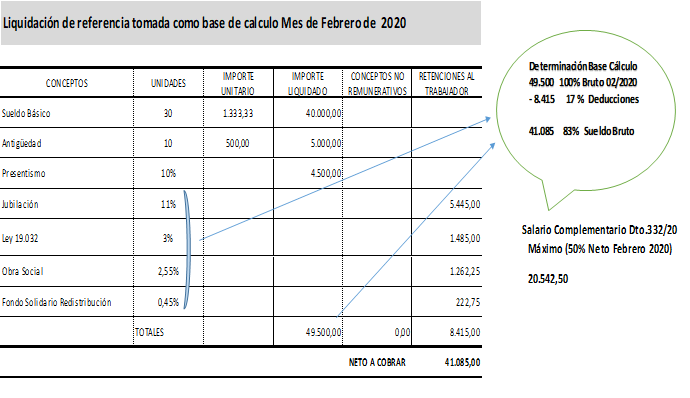 Liquidación de referencia tomada como base de calculo Mes de Febrero de 2020
CONCEPTOS UNIDADES IMPORTE UNITARIO IMPORTE LIQUIDADO CONCEPTOS NO REMUNERATIVOS RETENCIONES AL TRABAJADOR
Sueldo Básico 30 1.333,33 40.000,00
Antigüedad 10 500,00 5.000,00
Presentismo 10% 4.500,00
Jubilación 11% 5.445,00
Ley 19.032 3% 1.485,00
Obra Social 2,55% 1.262,25
Fondo Solidario Redistribución 0,45% 222,75
TOTALES 49.500,00 0,00 8.415,00
NETO A COBRAR 41.085,00
Determinación Base Cálculo
49.500 100% Bruto 02/2020
- 8.415 17 % Deducciones
41.085 83% Sueldo Bruto
Salario Complementario Dto.332/20
Máximo (50% Neto Febrero 2020)
20.542,50